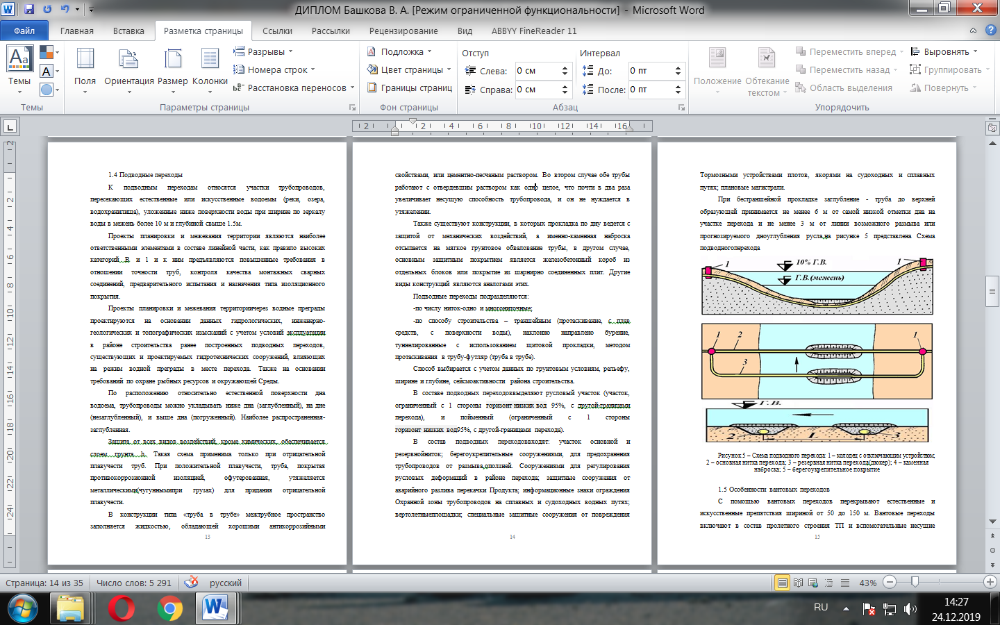 ДИПЛОМ Башкова В. А. [Режим ограниченной функциональности] - Microsoft Word
Файл Главная Вставка Разметка страницы Ссылки Рассылки Рецензирование Вид ABBYY FineReader 11
Темы
Поля Ориентация Размер Колонки
Разрывы
Номера строк
Расстановка переносов
Подложка
Цвет страницы
Границы страниц
Отступ
Слева: 0 см
Справа: 0 см
Интервал
До: 0 пт
После: 0 пт
Положение Обтекание текстом
Переместить вперед
Переместить назад
Область выделения
Выровнять
Группировать
Повернуть
Темы Параметры страницы Фон страницы Абзац Упорядочить
2 2 4 6 8 10 12 14 16
2 2 4 6 8 10 12 14 16 18 20 22 24
1.4 Подводные переходы
К подводным переходам относятся участки трубопроводов,
пересекающих естественные или искусственные водоемы (реки, озера,
водохранилища), уложенные ниже поверхности воды при ширине по зеркалу
воды в межень более 10 м и глубиной свыше 1.5м.
Проекты планировки и межевания территории являются наиболее
ответственными элементами в составе линейной части, как правило высоких
категорий В и 1 и к ним предъявляются повышенные требования в
отношении точности труб, контроля качества монтажных сварных
соединений, предварительного испытания и назначения типа изоляционного
покрытия.
Проекты планировки и межевания территориичерез водные преграды
проектируются на основании данных гидрологических, инженерно-
геологических и топографических изысканий с учетом условий эксплуатации
в районе строительства ранее построенных подводных переходов,
существующих и проектируемых гидротехнических сооружений, влияющих
на режим водной преграды в месте перехода. Также на основании
требований по охране рыбных ресурсов и окружающей Среды.
По расположению относительно естественной поверхности дна
водоема, трубопроводы можно укладывать ниже дна (заглубленный), на дне
(незаглубленный), и выше дна (погруженный). Наиболее распространенная-
заглубленная.
Защита от всех видов воздействий, кроме химических, обеспечивается
слоем грунта h. Такая схема применима только при отрицательной
плавучести труб. При положительной плавучести, труба, покрытая
противокоррозионной изоляцией, офутерованная, утяжеляется
металлическими(чугуннымипри грузах) для придания отрицательной
плавучести.
В конструкции типа «труба в трубе» межтрубное пространство
заполняется жидкостью, обладающей хорошими антикоррозийными
13
свойствами, или цементно-песчаным раствором. Во втором случае обе трубы
работают с отвердевшим раствором как одно целое, что почти в два раза
увеличивает несущую способность трубопровода, и он не нуждается в
утяжелении.
Также существуют конструкции, в которых прокладка по дну ведется с
защитой от механических воздействий, а именно-каменная наброска
отсыпается на мягкое грунтовое обвалование трубы, в другом случае,
основным защитным покрытием является железобетонный короб из
отдельных блоков или покрытие из шарнирно соединенных плит. Другие
виды конструкций являются аналогами этих.
Подводные переходы подразделяются:
-по числу ниток-одно и многониточные;
-по способу строительства – траншейным (протаскивание, с плав
средств, с поверхности воды), наклонно направлено бурение,
туннелированные с использованием щитовой прокладки, методом
протаскивания в трубу-футляр (труба в трубе).
Способ выбирается с учетом данных по грунтовым условиям, рельефу,
ширине и глубине, сейсмоактивности района строительства.
В составе подводных переходоввыделяют русловый участок (участок,
ограниченный с 1 стороны горизонт низких вод 95%, с другой-границами
перехода), и пойменный (ограниченный с 1 стороны
горизонт низких вод95%, с другой-границами перехода).
В состав подводных переходоввходят: участок основной и
резервнойниток; берегоукрепительные сооружениями, для предохранения
трубопроводов от размыва,оползней. Сооружениями для регулирования
русловых деформаций в районе перехода; защитные сооружения от
аварийного разлива перекачки Продукта; информационные знаки ограждения
Охранной зоны трубопроводов на сплавных и судоходных водных путях;
вертолетныеплощадки; специальные защитные сооружения от повреждения
14
Тормозными устройствами плотов, якорями на судоходных и сплавных
путях; плановые магистрали.
При бестраншейной прокладке заглубление - труба до верхней
образующей принимается не менее 6 м от самой низкой отметки дна на
участке перехода и не менее 3 м от линии возможного размыва или
прогнозируемого дноуглубления русла,на рисунке 5 представлена Схема
подводногоперехода
1 10% Г.В. 1
Г.В.(межень)
1 2 1
3
Г.В.
2 L 3
Рисунок 5 – Схема подводного перехода: 1 – колодец с отключающим устройством;
2 – основная нитка перехода; 3 – резервная нитка перехода(дюкер); 4 – каменная
наброска; 5 – берегоукрепительное покрытие
1.5 Особенности вантовых переходов
С помощью вантовых переходов перекрывают естественные и
искусственные препятствия шириной от 50 до 150 м. Вантовые переходы
включают в состав пролетного строения ТП и вспомогательные несущие
15
Страница: 14 из 35 Число слов: 5 291 русский 43%
RU 14:27
24.12.2019